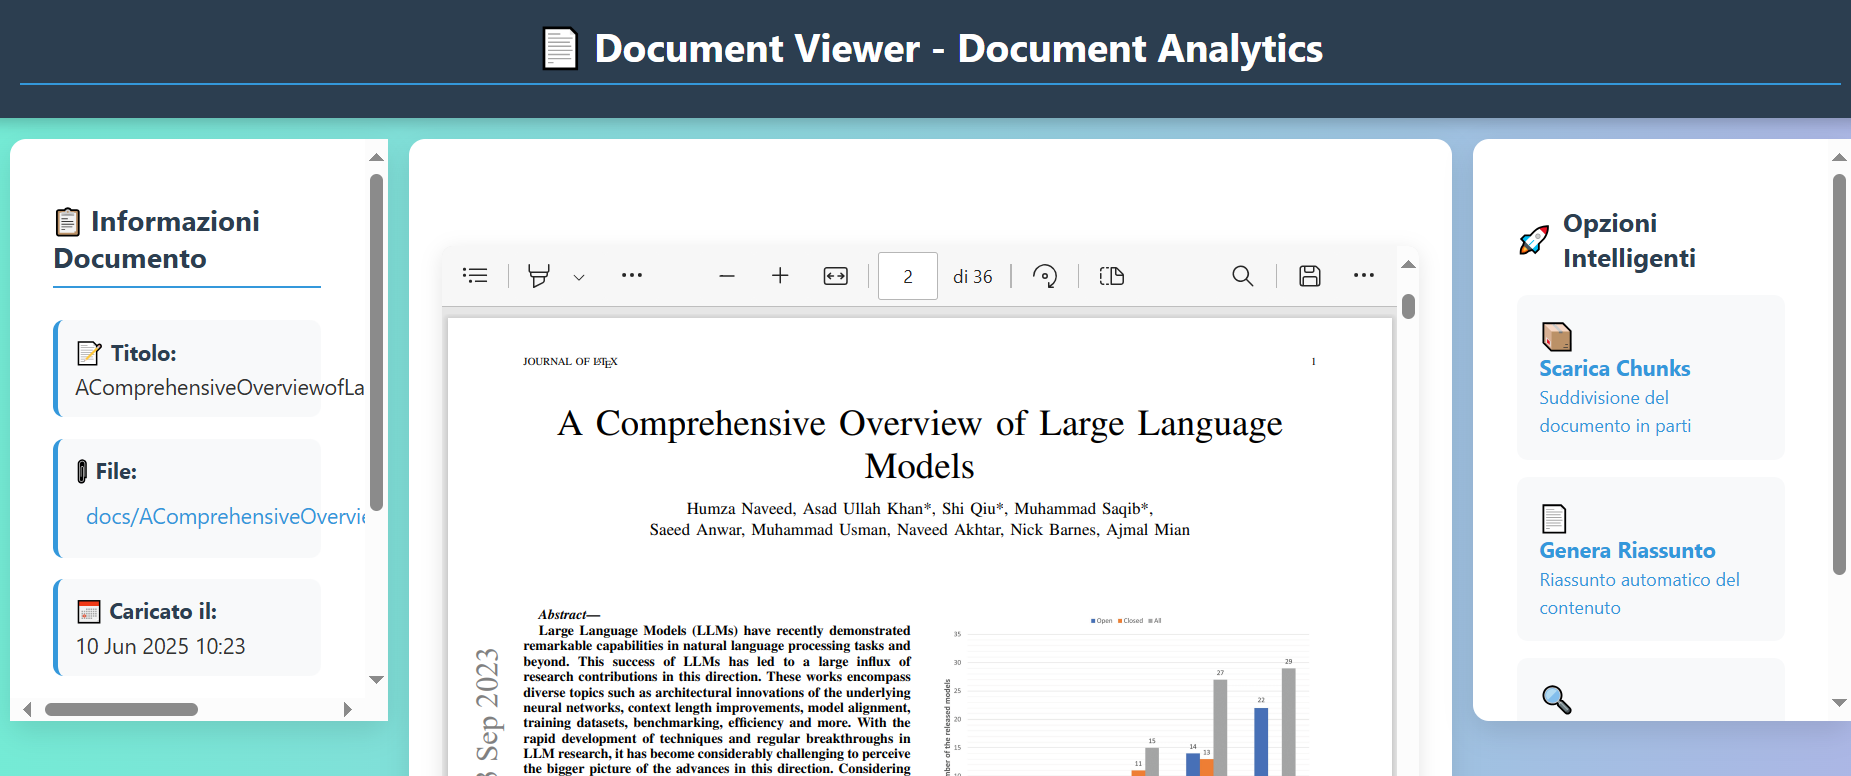 Document Viewer - Document Analytics
Informazioni
Documento
Titolo:
AComprehensiveOverviewofLa
File:
docs/AComprehensiveOvervie
Caricato il:
10 Jun 2025 10:23
2 di 36
JOURNAL OF LATEX 1
A Comprehensive Overview of Large Language
Models
Humza Naveed, Asad Ullah Khan*, Shi Qiu*, Muhammad Saqib*,
Saeed Anwar, Muhammad Usman, Naveed Akhtar, Nick Barnes, Ajmal Mian
Abstract—
Large Language Models (LLMs) have recently demonstrated
remarkable capabilities in natural language processing tasks and
beyond. This success of LLMs has led to a large influx of
research contributions in this direction. These works encompass
diverse topics such as architectural innovations of the underlying
neural networks, context length improvements, model alignment,
training datasets, benchmarking, efficiency and more. With the
rapid development of techniques and regular breakthroughs in
LLM research, it has become considerably challenging to perceive
the bigger picture of the advances in this direction. Considering
Sep 2023
Open Closed All
35
30
25
20
15
mber of the released models
11
15
14
13
27
22
29
Opzioni
Intelligenti
Scarica Chunks
Suddivisione del
documento in parti
Genera Riassunto
Riassunto automatico del
contenuto